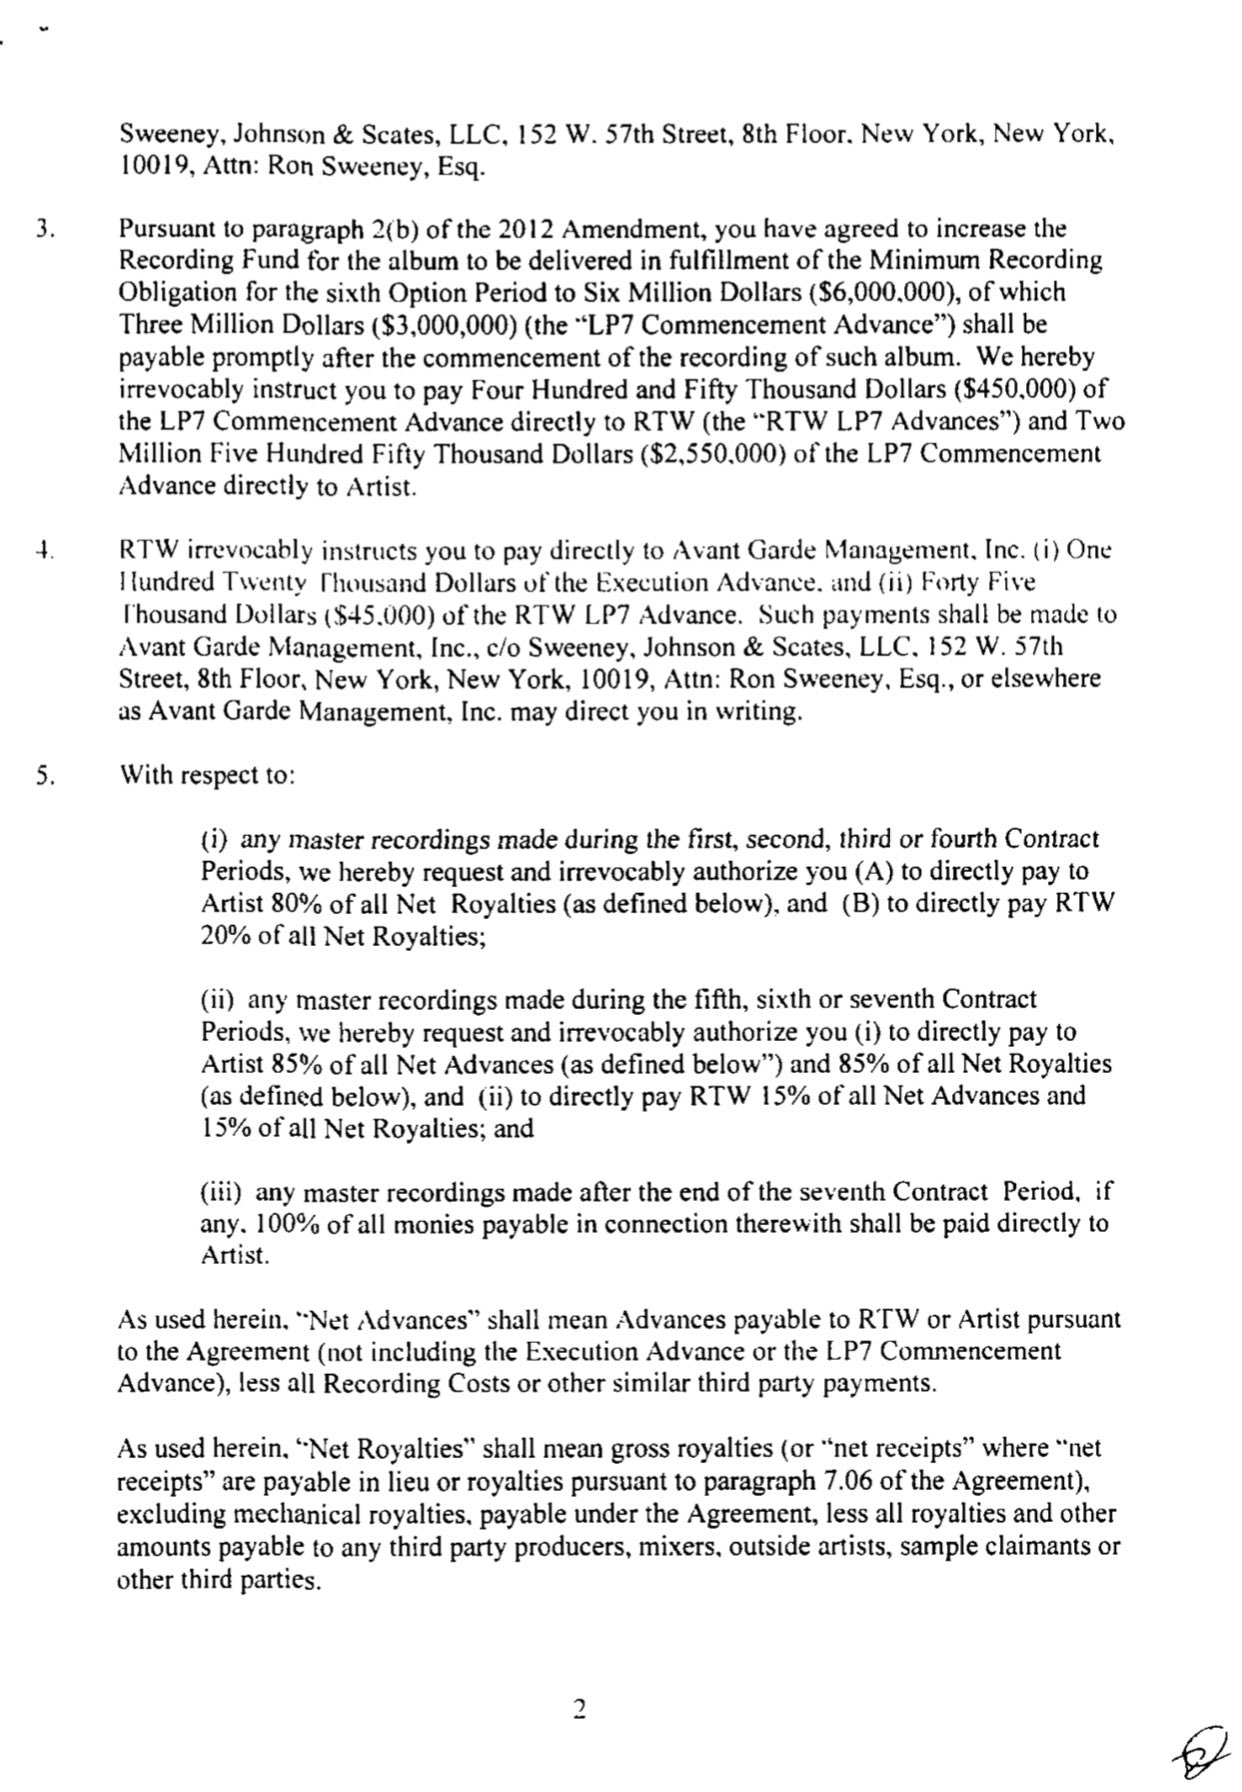 Sweeney, Johnson & Scates, LLC, 152 W. 57th Street, 8th Floor. New York, New York,
10019, Attn: Ron Sweeney, Esq.
3. Pursuant to paragraph 2(b) of the 2012 Amendment, you have agreed to increase the
Recording Fund for the album to be delivered in fulfillment of the Minimum Recording
Obligation for the sixth Option Period to Six Million Dollars ($6,000,000), of which
Three Million Dollars ($3,000,000) (the “LP7 Commencement Advance”) shall be
payable promptly after the commencement of the recording of such album. We hereby
irrevocably instruct you to pay Four Hundred and Fifty Thousand Dollars ($450,000) of
the LP7 Commencement Advance directly to RTW (the “RTW LP7 Advances”) and Two
Million Five Hundred Fifty Thousand Dollars ($2,550,000) of the LP7 Commencement
Advance directly to Artist.
4. RTW irrevocably instructs you to pay directly to Avant Garde Management, Inc. (i) One
Hundred Twenty Thousand Dollars of the Execution Advance, and (ii) Forty Five
Thousand Dollars ($45,000) of the RTW LP7 Advance. Such payments shall be made to
Avant Garde Management, Inc., c/o Sweeney, Johnson & Scates, LLC, 152 W. 57th
Street, 8th Floor, New York, New York, 10019, Attn: Ron Sweeney, Esq., or elsewhere
as Avant Garde Management, Inc. may direct you in writing.
5. With respect to:
(i) any master recordings made during the first, second, third or fourth Contract
Periods, we hereby request and irrevocably authorize you (A) to directly pay to
Artist 80% of all Net Royalties (as defined below), and (B) to directly pay RTW
20% of all Net Royalties;
(ii) any master recordings made during the fifth, sixth or seventh Contract
Periods, we hereby request and irrevocably authorize you (i) to directly pay to
Artist 85% of all Net Advances (as defined below”) and 85% of all Net Royalties
(as defined below), and (ii) to directly pay RTW 15% of all Net Advances and
15% of all Net Royalties; and
(iii) any master recordings made after the end of the seventh Contract Period, if
any, 100% of all monies payable in connection therewith shall be paid directly to
Artist.
As used herein, “Net Advances” shall mean Advances payable to RTW or Artist pursuant
to the Agreement (not including the Execution Advance or the LP7 Commencement
Advance), less all Recording Costs or other similar third party payments.
As used herein, “Net Royalties” shall mean gross royalties (or “net receipts” where “net
receipts” are payable in lieu or royalties pursuant to paragraph 7.06 of the Agreement),
excluding mechanical royalties, payable under the Agreement, less all royalties and other
amounts payable to any third party producers, mixers, outside artists, sample claimants or
other third parties.
2